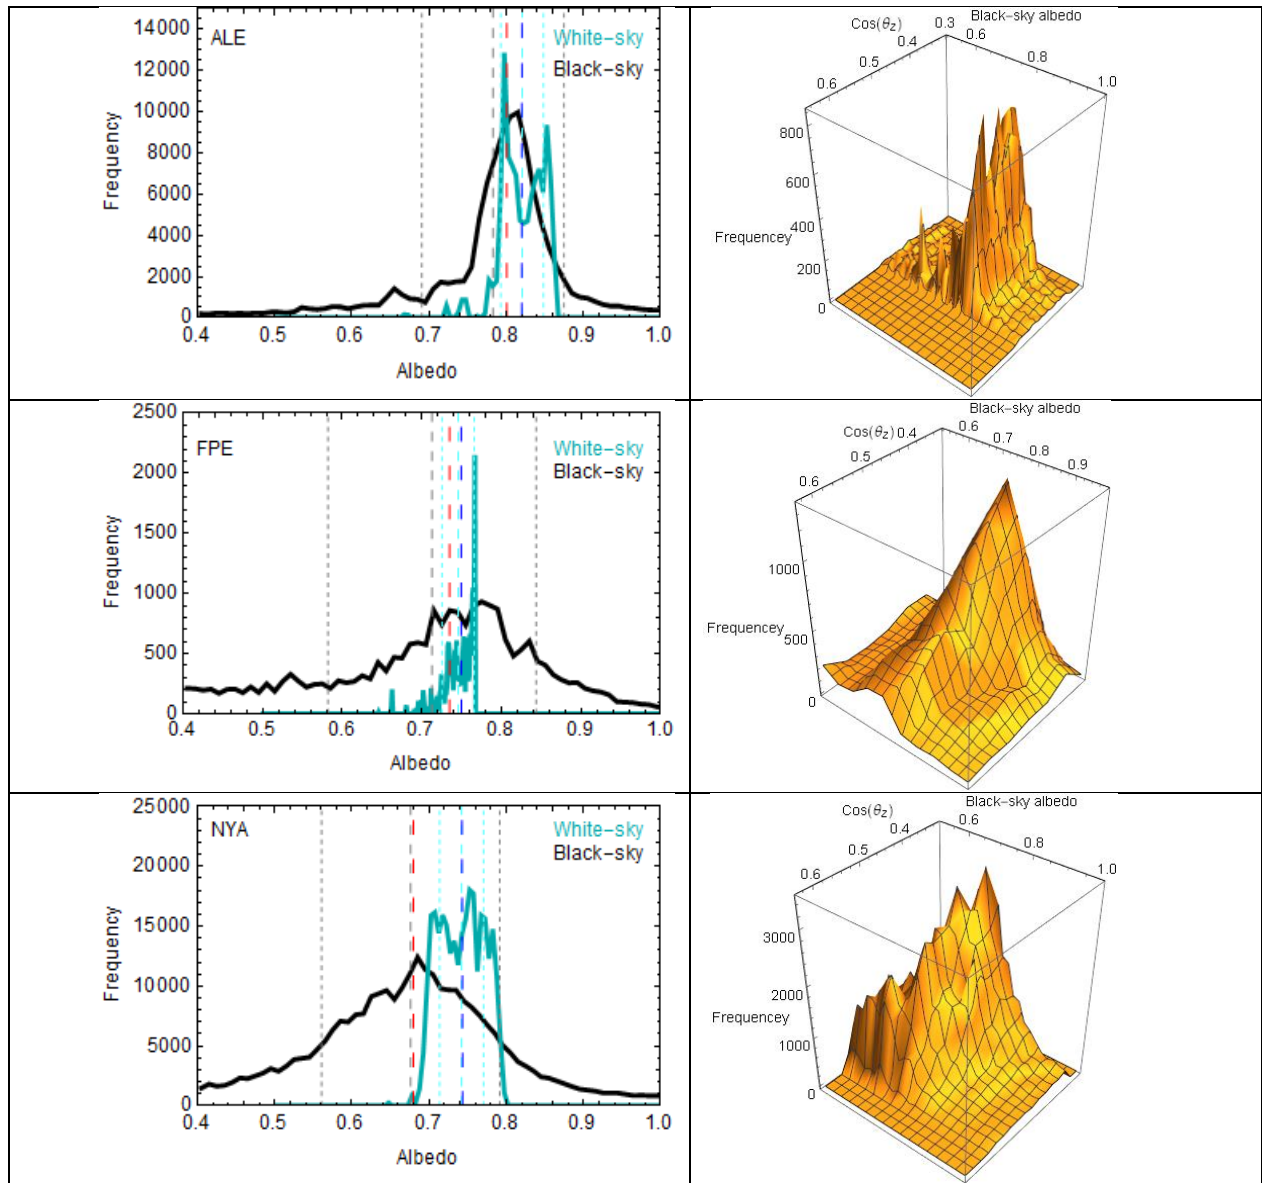 14000
12000
10000
8000
6000
4000
2000
0
Frequency
ALE
White-sky
Black-sky
0.4 0.5 0.6 0.7 0.8 0.9 1.0
Albedo
Black-sky albedo
Cos(θz)
0.3
0.4
0.5
0.6
0.6
0.8
1.0
800
600
400
200
0
Frequencey
2500
2000
1500
1000
500
0
Frequency
FPE
White-sky
Black-sky
0.4 0.5 0.6 0.7 0.8 0.9 1.0
Albedo
Black-sky albedo
Cos(θz)
0.4
0.5
0.6
0.6
0.7
0.8
0.9
1000
500
0
Frequencey
25000
20000
15000
10000
5000
0
Frequency
NYA
White-sky
Black-sky
0.4 0.5 0.6 0.7 0.8 0.9 1.0
Albedo
Black-sky albedo
Cos(θz)
0.4
0.5
0.6
0.6
0.8
1.0
3000
2000
1000
0
Frequencey